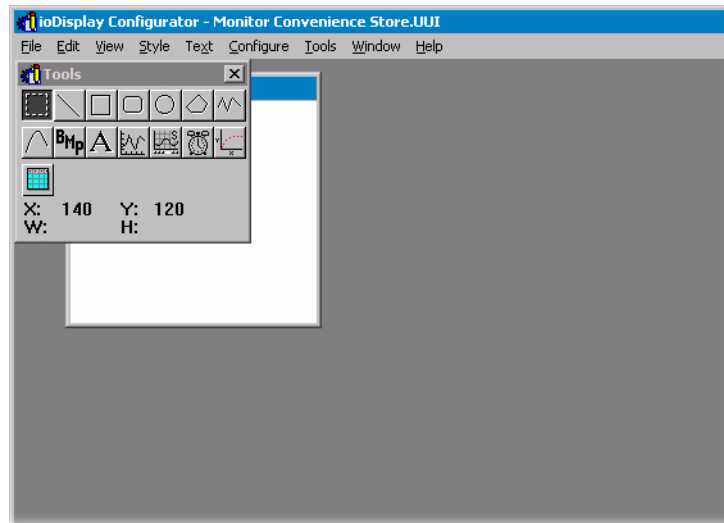 ioDisplay Configurator - Monitor Convenience Store.UUI
File Edit View Style Text Configure Tools Window Help
Tools
BMp A S
Y X
X: 140 Y: 120
W: H: